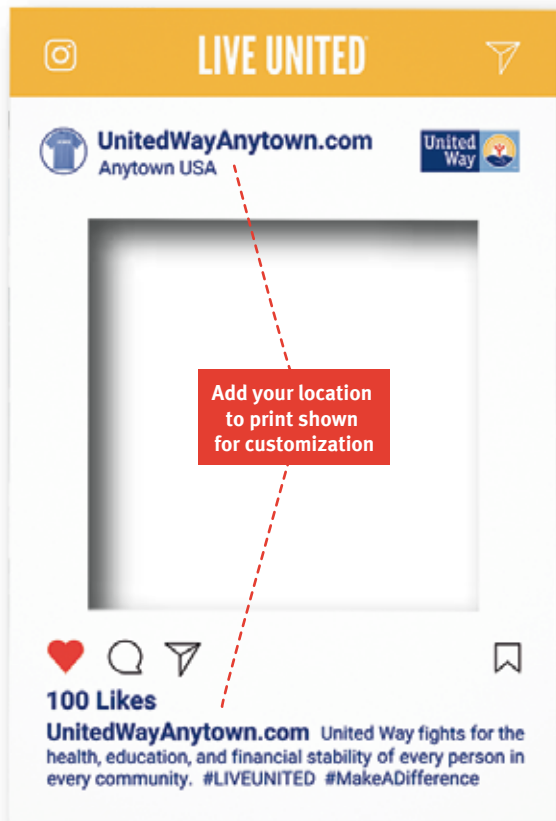 LIVE UNITED
UnitedWayAnytown.com
Anytown USA
United
Way
Add your location
to print shown
for customization
100 Likes
UnitedWayAnytown.com United Way fights for the
health, education, and financial stability of every person in
every community. #LIVEUNITED #MakeADifference